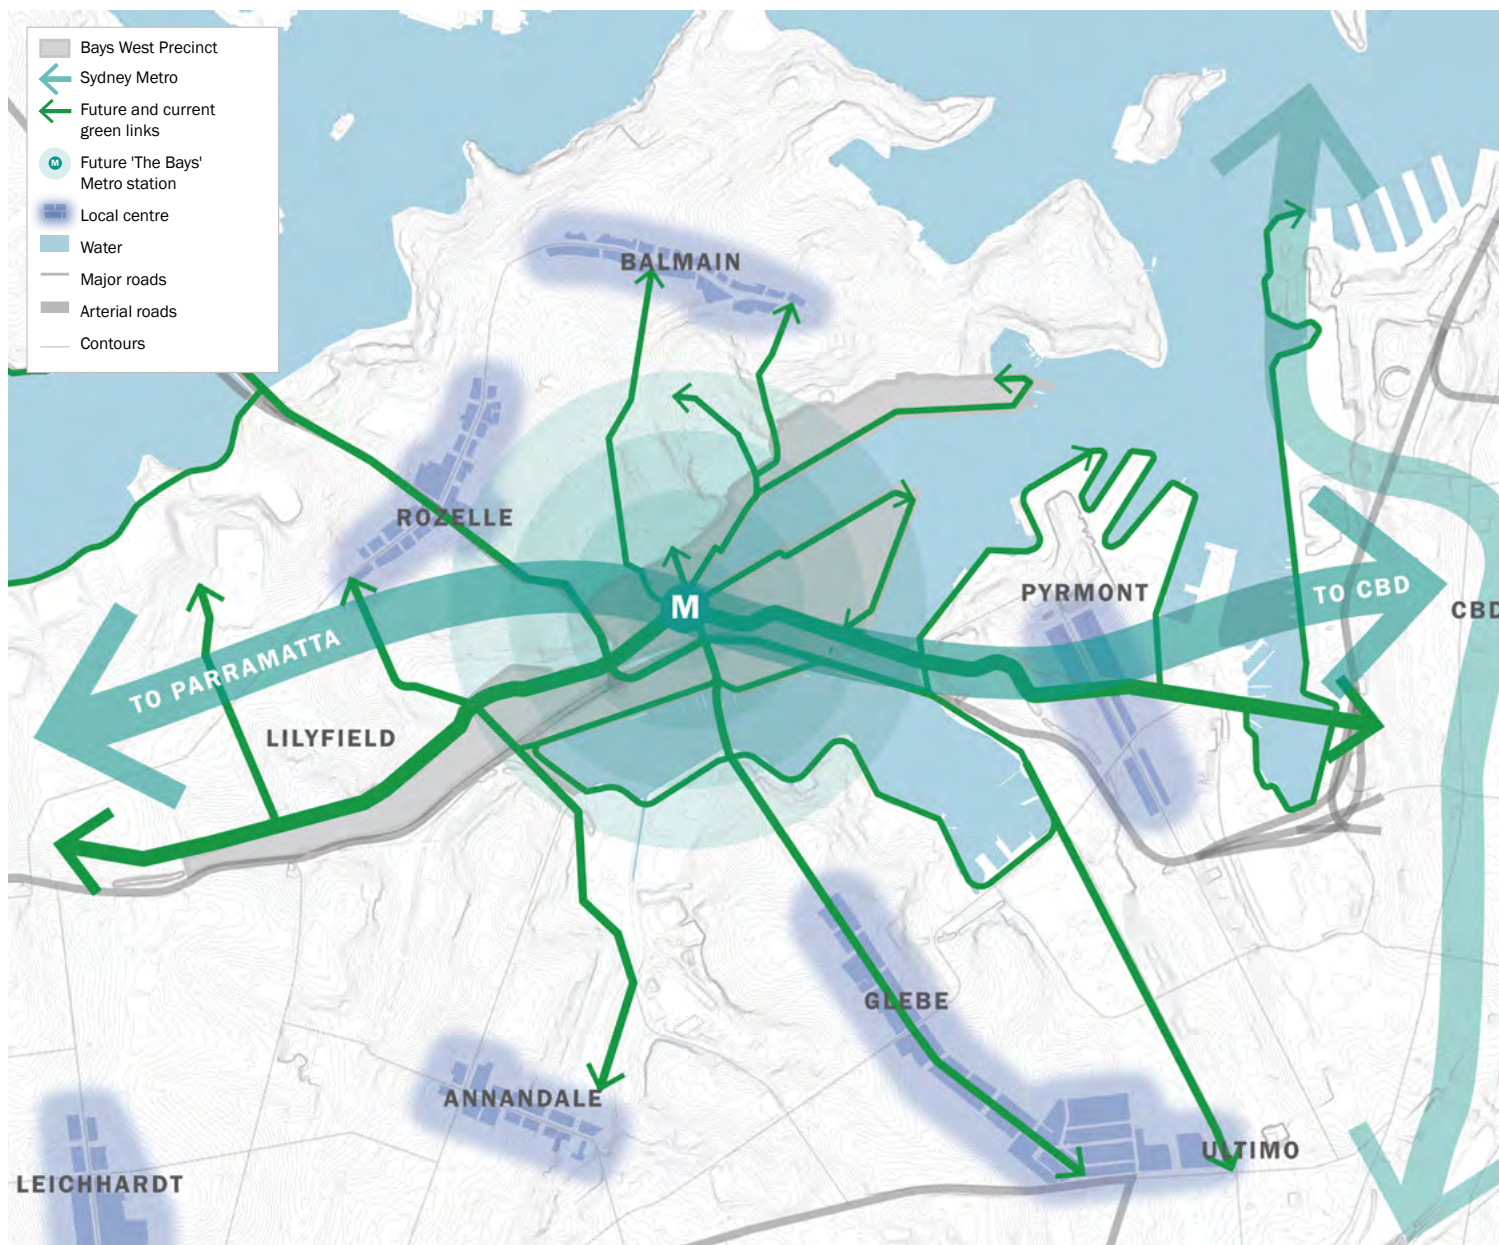 Bays West Precinct
Sydney Metro
Future and current
green links
M
Future 'The Bays'
Metro station
Local centre
Water
Major roads
Arterial roads
Contours
BALMAIN
ROZELLE
PYRMONT
TO CBD
CBD
M
TO PARRAMATTA
LILYFIELD
GLEBE
ANNANDALE
ULTIMO
LEICHHARDT